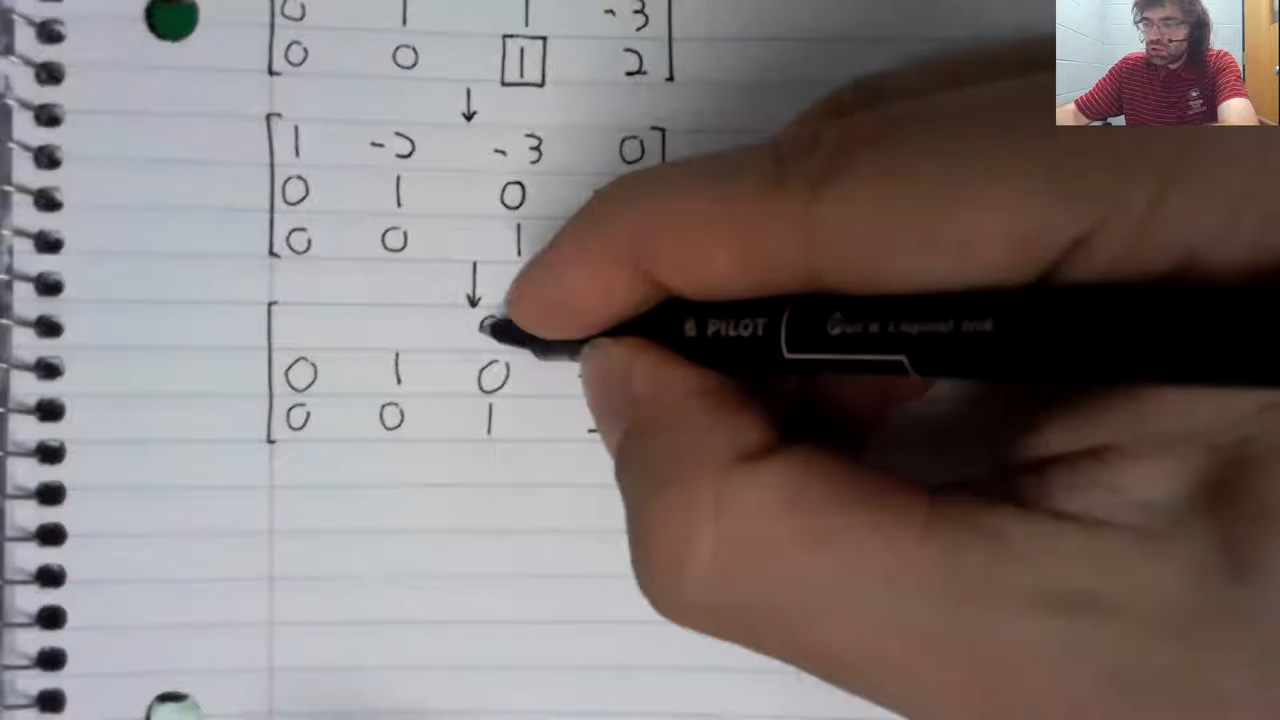 0 1 1 -3
0 0 1 2
↓
1 -2 -3 0
0 1 0
0 0 1
↓
0 1 0
0 0 1
PILOT